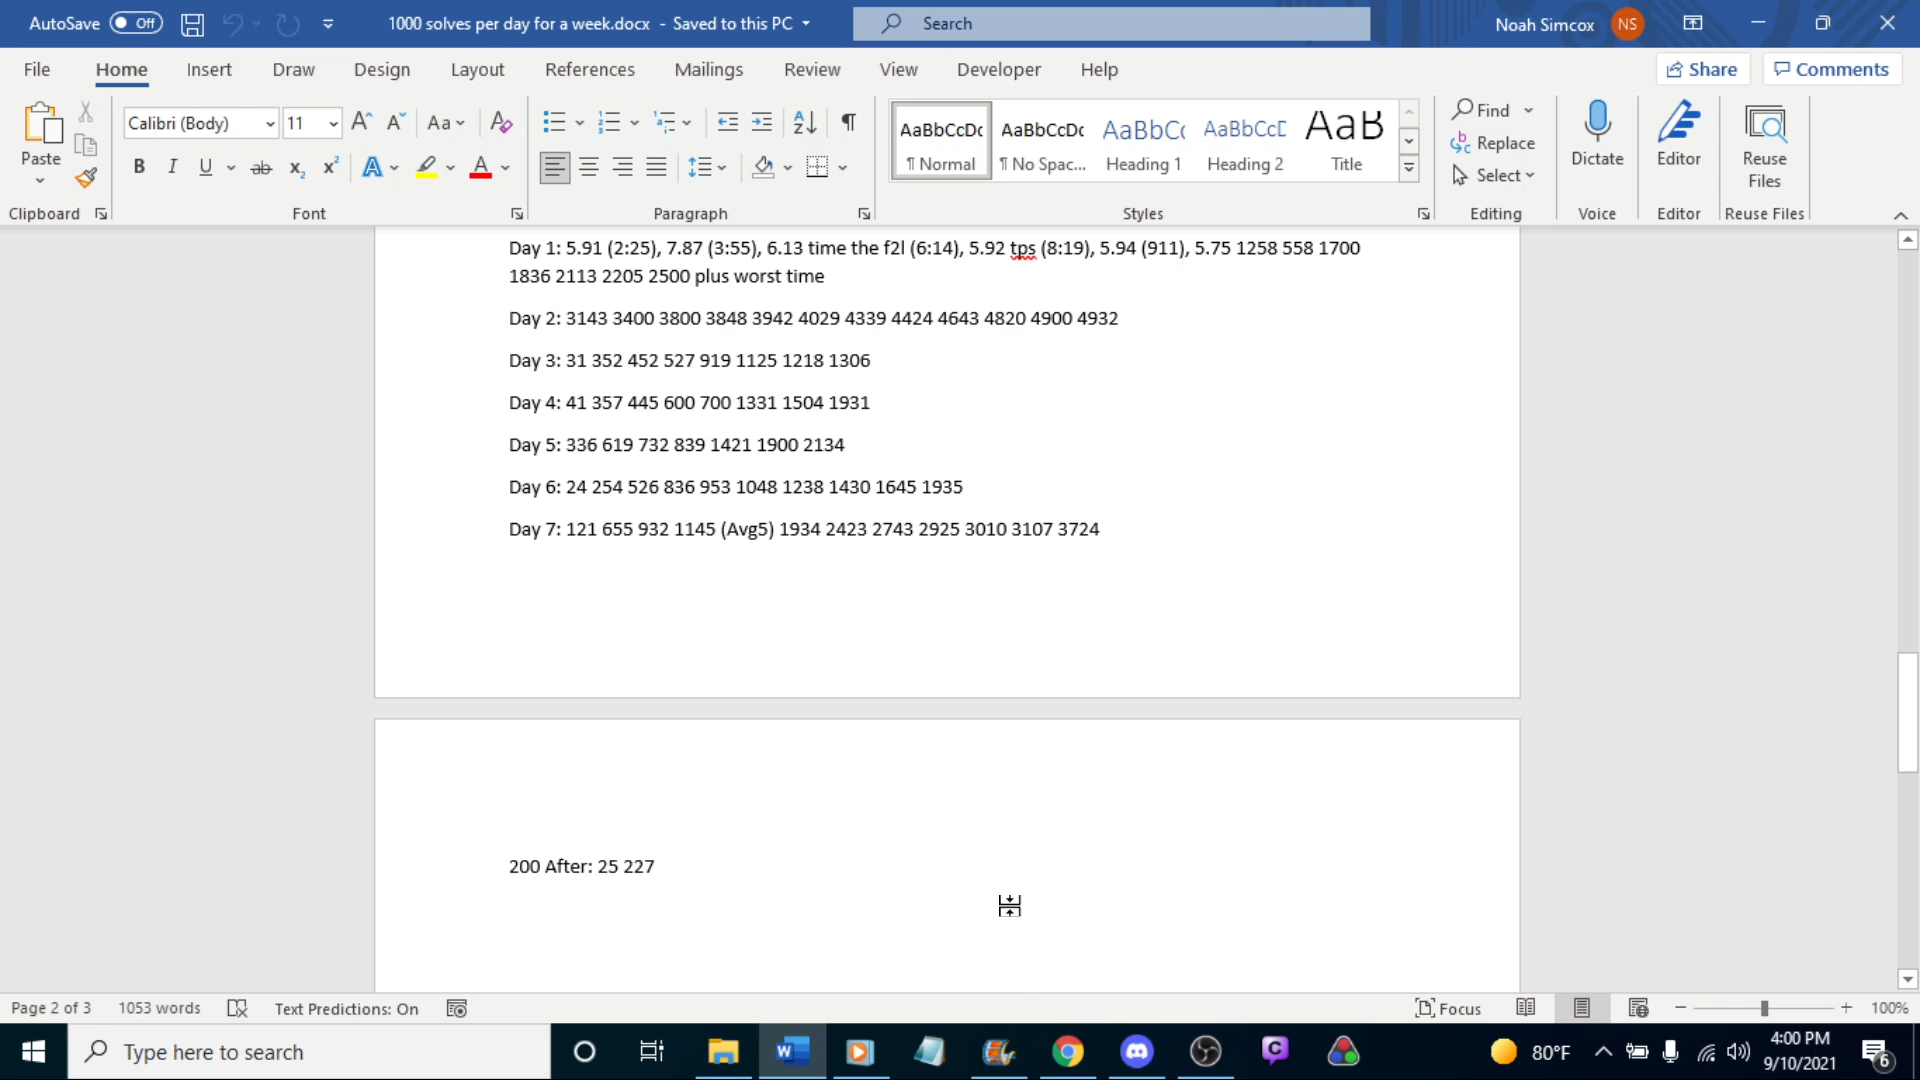 AutoSave Off 1000 solves per day for a week.docx - Saved to this PC Search Noah Simcox NS
File Home Insert Draw Design Layout References Mailings Review View Developer Help Share Comments
Paste
Clipboard
Calibri (Body) 11
Font
Paragraph
AaBbCcDc AaBbCcDc AaBbCc AaBbCcD AaB
¶ Normal ¶ No Spac... Heading 1 Heading 2 Title
Styles
Find
Replace
Select
Editing
Dictate
Voice
Editor
Editor
Reuse
Files
Reuse Files
Day 1: 5.91 (2:25), 7.87 (3:55), 6.13 time the f2l (6:14), 5.92 tps (8:19), 5.94 (911), 5.75 1258 558 1700
1836 2113 2205 2500 plus worst time
Day 2: 3143 3400 3800 3848 3942 4029 4339 4424 4643 4820 4900 4932
Day 3: 31 352 452 527 919 1125 1218 1306
Day 4: 41 357 445 600 700 1331 1504 1931
Day 5: 336 619 732 839 1421 1900 2134
Day 6: 24 254 526 836 953 1048 1238 1430 1645 1935
Day 7: 121 655 932 1145 (Avg5) 1934 2423 2743 2925 3010 3107 3724
200 After: 25 227
Page 2 of 3 1053 words Text Predictions: On Focus 100%
Type here to search 80°F 4:00 PM
9/10/2021 6